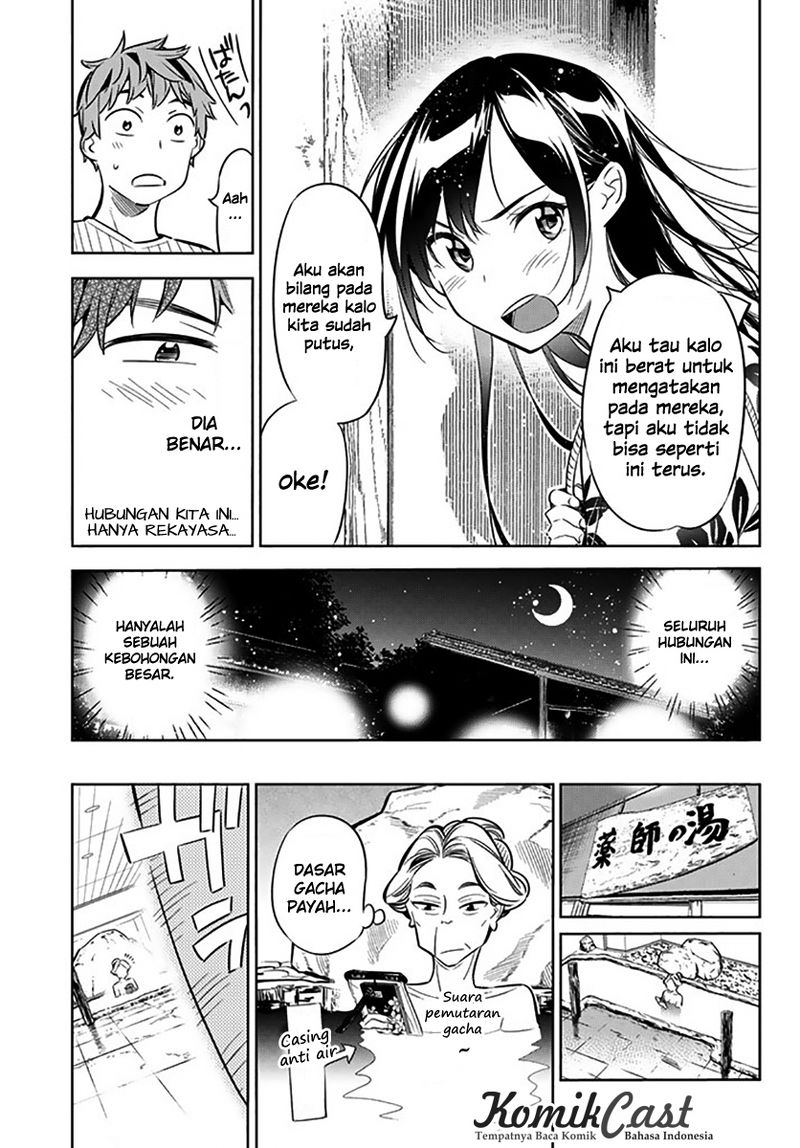 Aku tau kalo
ini berat untuk
mengatakan
pada mereka,
tapi aku tidak
bisa seperti
ini terus.
Aku akan
bilang pada
mereka kalo
kita sudah
putus,
oke!
ばたんっ
Aah
...
DIA
BENAR...
HUBUNGAN KITA INI...
HANYA REKAYASA...
SELURUH
HUBUNGAN
INI...
HANYALAH
SEBUAH
KEBOHONGAN
BESAR.
薬師の湯
DASAR
GACHA
PAYAH...
Suara
pemutaran
gacha
~
Casing
anti air
ガラ
KomikCast
Tempatnya Baca Komik Bahasa Indonesia